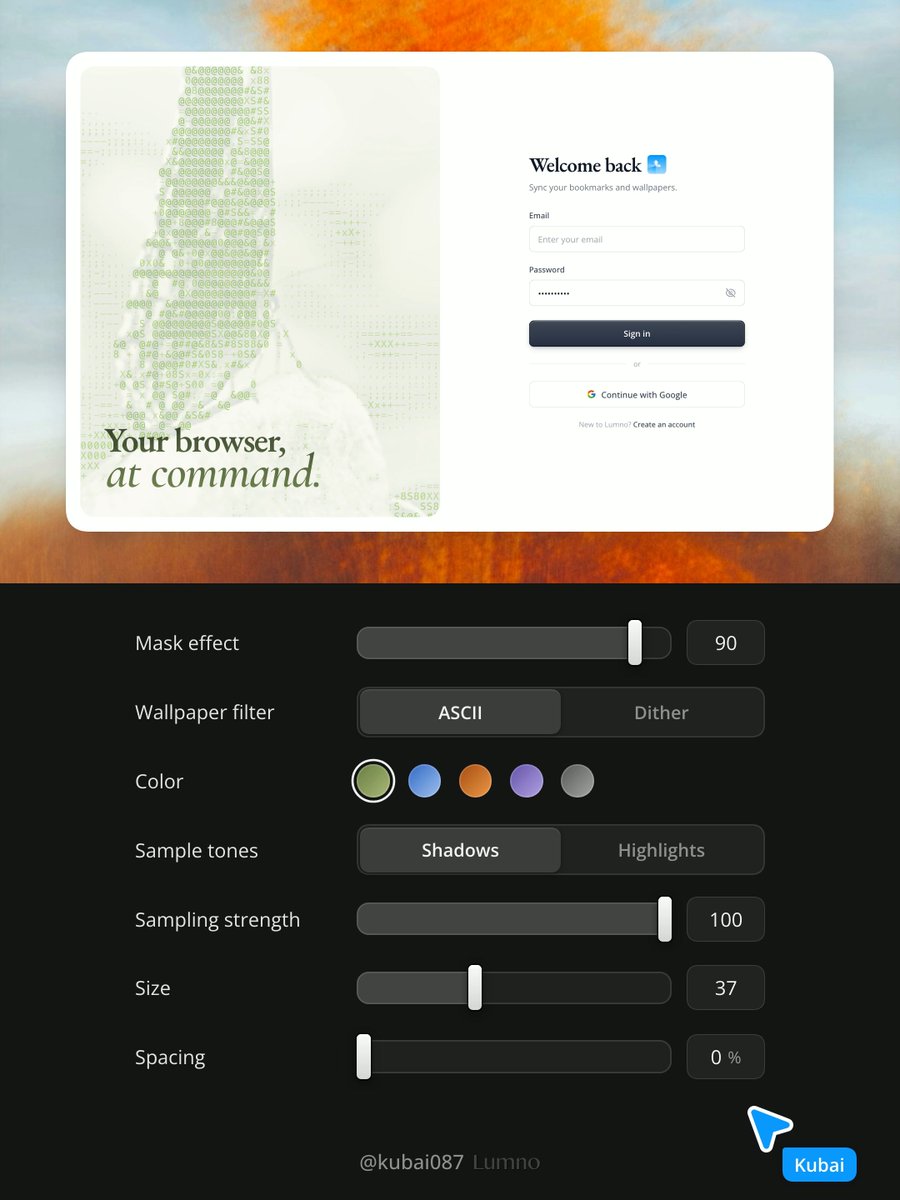 Your browser,
at command.
Welcome back
Sync your bookmarks and wallpapers.
Email
Enter your email
Password
••••••••••
Sign in
or
Continue with Google
New to Lumno? Create an account
Mask effect
90
Wallpaper filter
ASCII
Dither
Color
Sample tones
Shadows
Highlights
Sampling strength
100
Size
37
Spacing
0 %
@kubai087 Lumno
Kubai